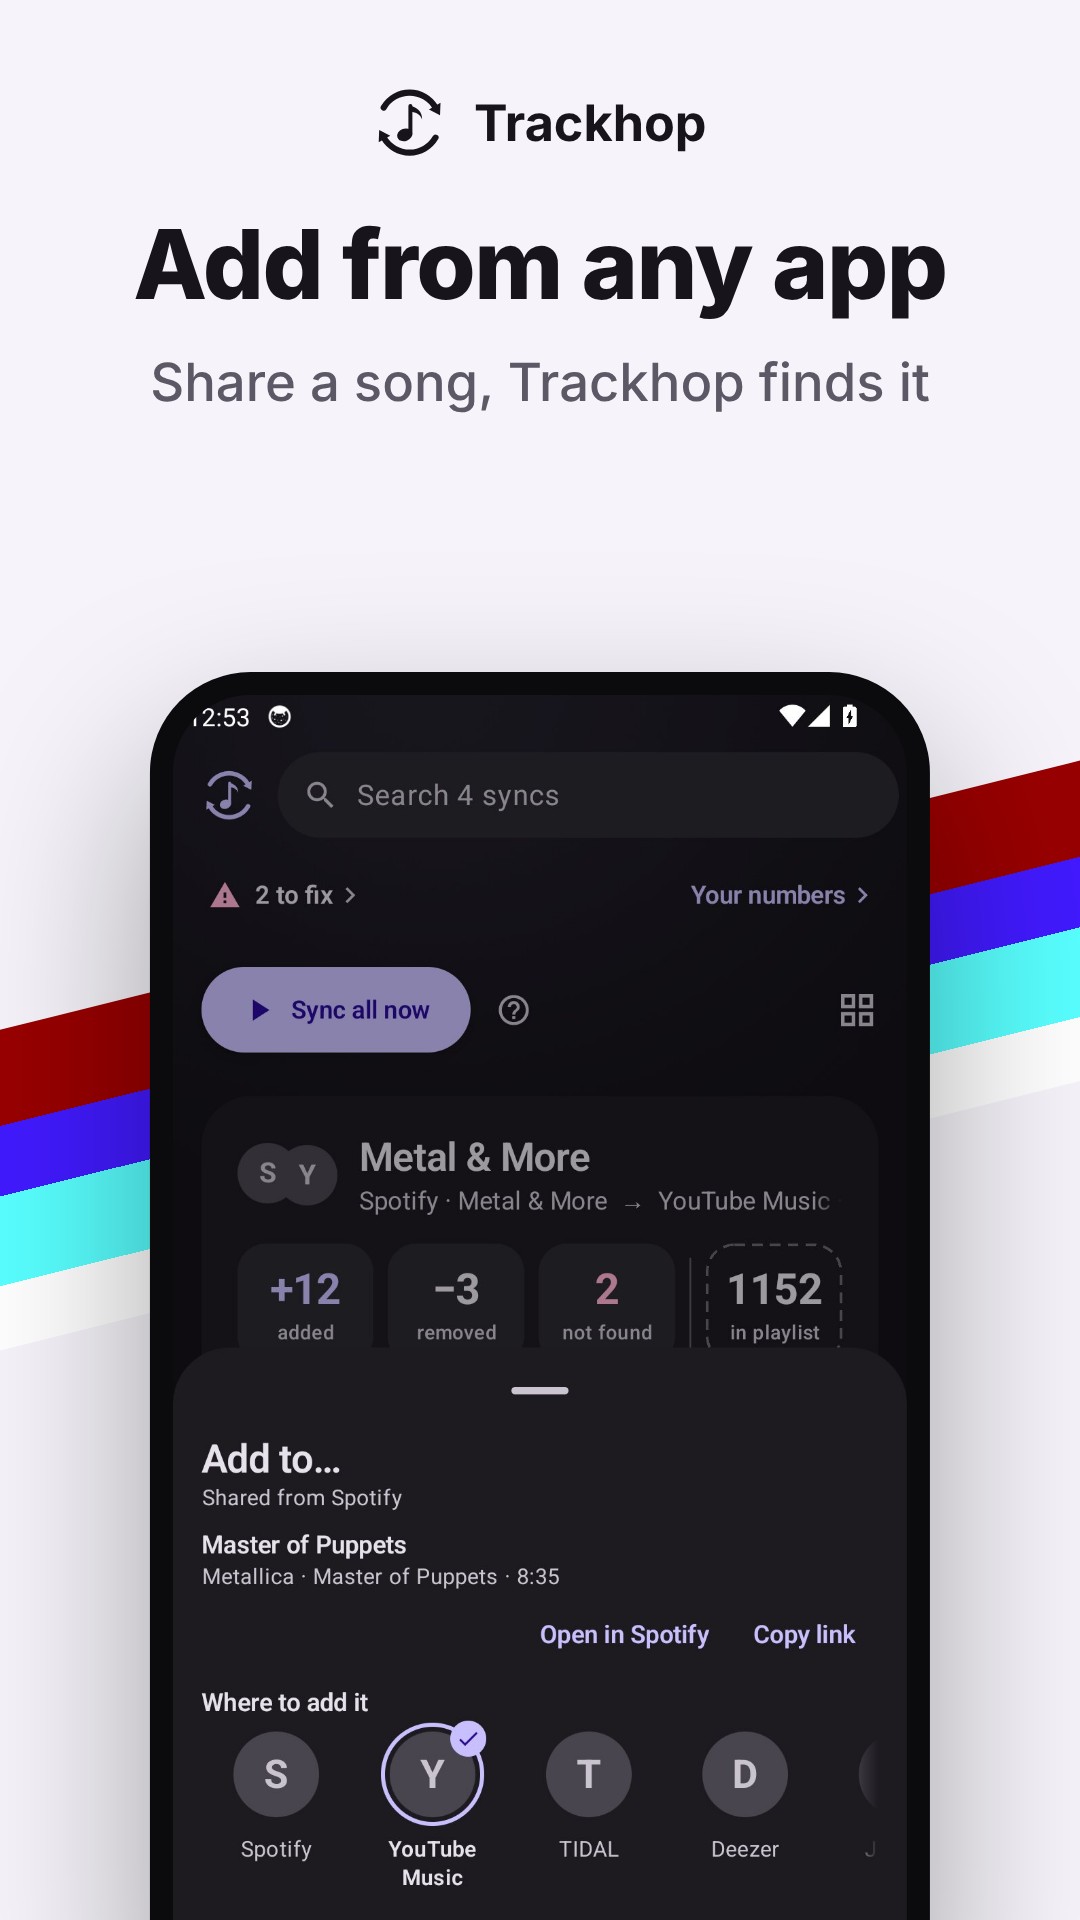 Trackhop
Add from any app
Share a song, Trackhop finds it
12:53
Search 4 syncs
2 to fix
Your numbers
Sync all now
S Y
Metal & More
Spotify · Metal & More → YouTube Music
+12
added
−3
removed
2
not found
1152
in playlist
Add to…
Shared from Spotify
Master of Puppets
Metallica · Master of Puppets · 8:35
Open in Spotify
Copy link
Where to add it
S
Y
T
D
Spotify
YouTube
Music
TIDAL
Deezer
J